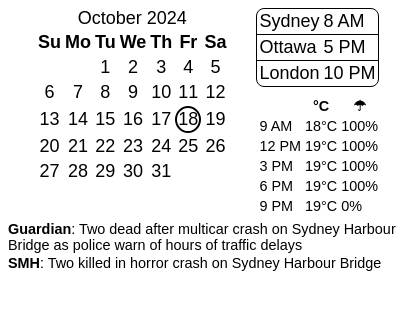 October 2024
Su Mo Tu We Th Fr Sa
1 2 3 4 5
6 7 8 9 10 11 12
13 14 15 16 17 18 19
20 21 22 23 24 25 26
27 28 29 30 31
Sydney 8 AM
Ottawa 5 PM
London 10 PM
°C ☂
9 AM 18°C 100%
12 PM 19°C 100%
3 PM 19°C 100%
6 PM 19°C 100%
9 PM 19°C 0%
Guardian: Two dead after multicar crash on Sydney Harbour
Bridge as police warn of hours of traffic delays
SMH: Two killed in horror crash on Sydney Harbour Bridge